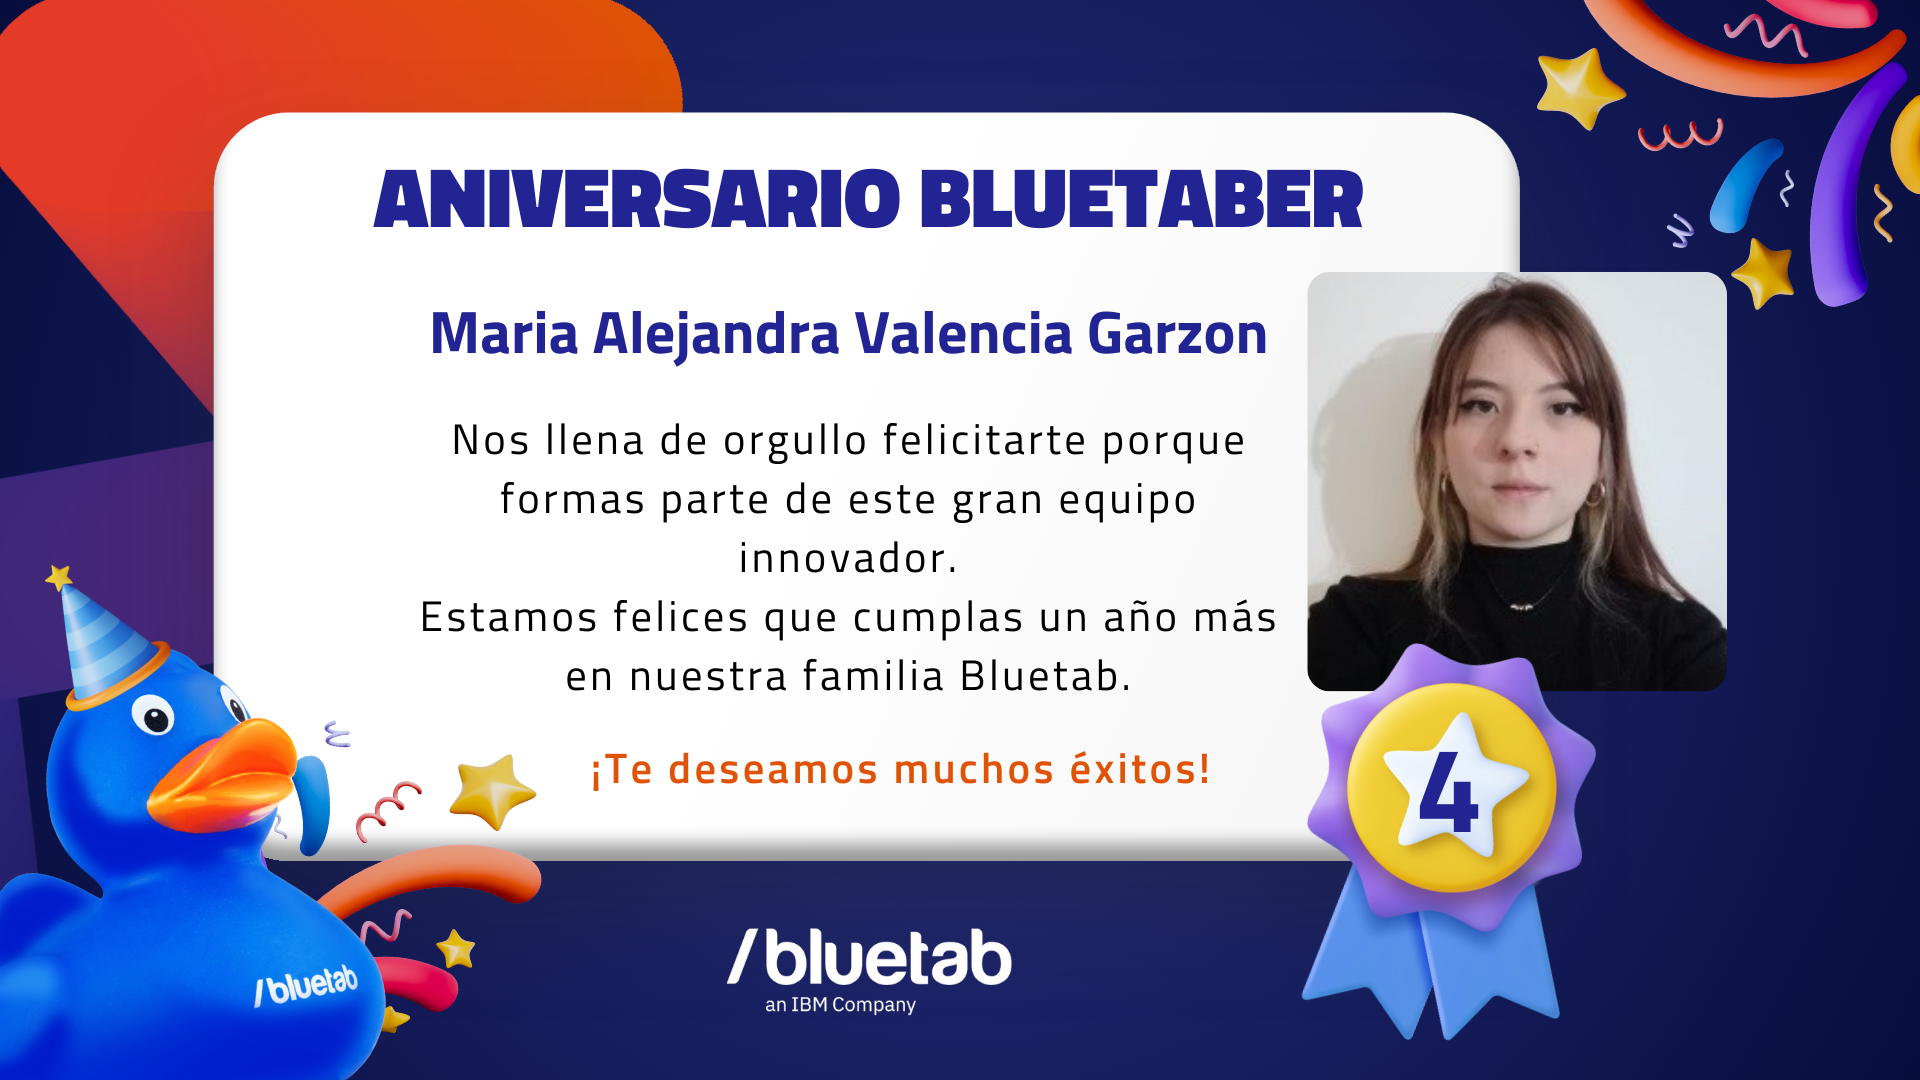 ANIVERSARIO BLUETABER
Maria Alejandra Valencia Garzon
Nos llena de orgullo felicitarte porque
formas parte de este gran equipo
innovador.
Estamos felices que cumplas un año más
en nuestra familia Bluetab.
¡Te deseamos muchos éxitos!
4
/bluetab
/bluetab
an IBM Company